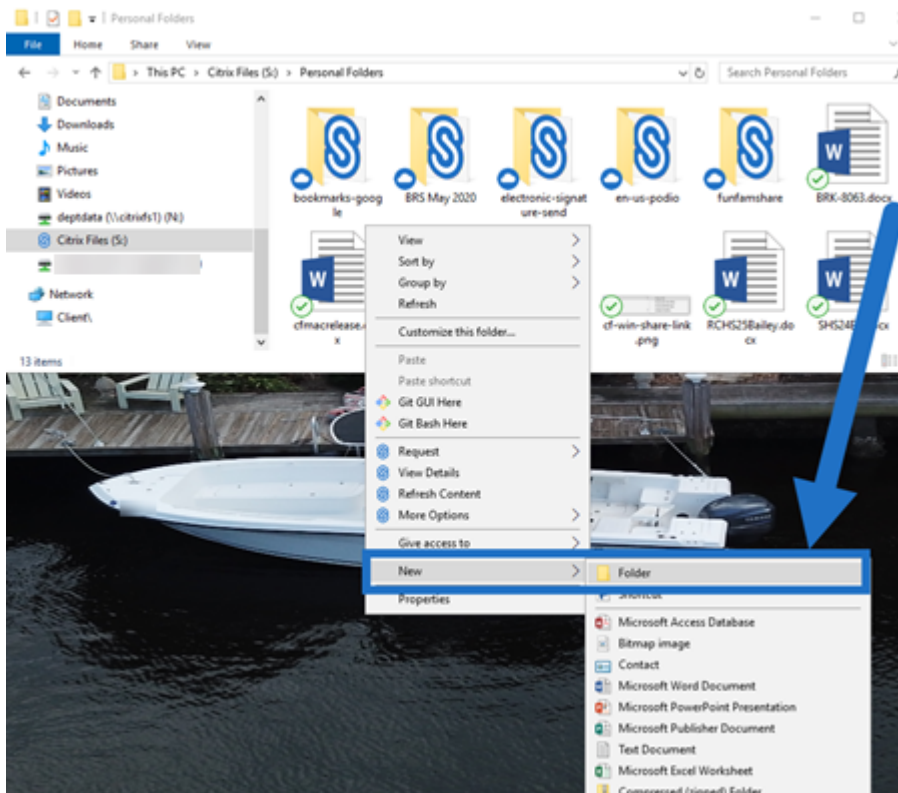 Personal Folders
File Home Share View
This PC > Citrix Files (S:) > Personal Folders
Search Personal Folders
Documents
Downloads
Music
Pictures
Videos
deptdata (\\citrixfs1) (N:)
Citrix Files (S:)
Network
Client\
13 items
bookmarks-goog
le
BRS May 2020
electronic-signat
ure-send
en-us-podio
funfamshare
BRK-8063.docx
cfmacrelease.
x
cf-win-share-link
.png
RCHS25Bailey.do
cx
View
Sort by
Group by
Refresh
Customize this folder...
Paste
Paste shortcut
Git GUI Here
Git Bash Here
Request
View Details
Refresh Content
More Options
Give access to
New
Properties
Folder
Shortcut
Microsoft Access Database
Bitmap image
Contact
Microsoft Word Document
Microsoft PowerPoint Presentation
Microsoft Publisher Document
Text Document
Microsoft Excel Worksheet
Compressed (zipped) Folder